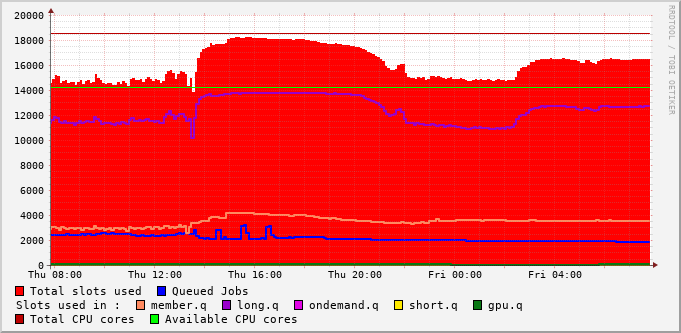 RRDTOOL / TOBI OETIKER
20000
18000
16000
14000
12000
10000
8000
6000
4000
2000
0
Thu 08:00 Thu 12:00 Thu 16:00 Thu 20:00 Fri 00:00 Fri 04:00
Total slots used Queued Jobs
Slots used in : member.q long.q ondemand.q short.q gpu.q
Total CPU cores Available CPU cores